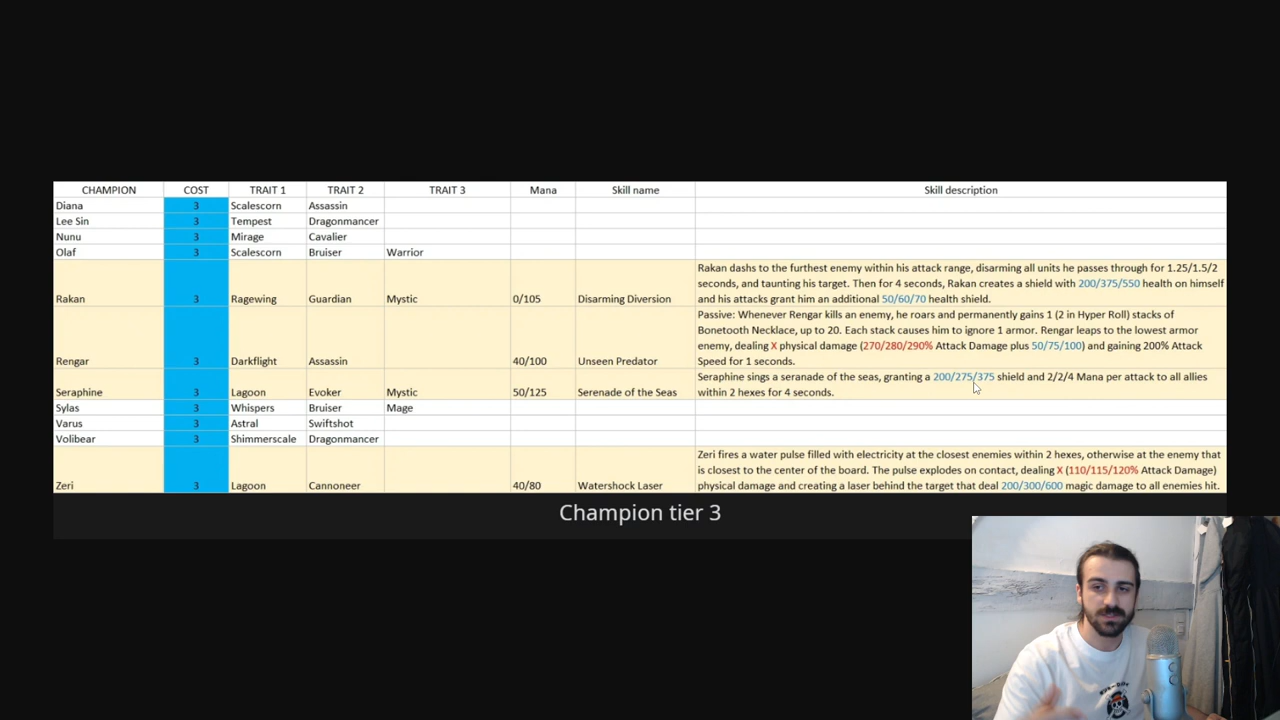 CHAMPION COST TRAIT 1 TRAIT 2 TRAIT 3 Mana Skill name Skill description
Diana 3 Scalescorn Assassin
Lee Sin 3 Tempest Dragonmancer
Nunu 3 Mirage Cavalier
Olaf 3 Scalescorn Bruiser Warrior
Rakan dashs to the furthest enemy within his attack range, disarming all units he passes through for 1.25/1.5/2
seconds, and taunting his target. Then for 4 seconds, Rakan creates a shield with 200/375/550 health on himself
Rakan 3 Ragewing Guardian Mystic 0/105 Disarming Diversion and his attacks grant him an additional 50/60/70 health shield.
Passive: Whenever Rengar kills an enemy, he roars and permanently gains 1 (2 in Hyper Roll) stacks of
Bonetooth Necklace, up to 20. Each stack causes him to ignore 1 armor. Rengar leaps to the lowest armor
enemy, dealing X physical damage (270/280/290% Attack Damage plus 50/75/100) and gaining 200% Attack
Rengar 3 Darkflight Assassin 40/100 Unseen Predator Speed for 1 seconds.
Seraphine sings a seranade of the seas, granting a 200/275/375 shield and 2/2/4 Mana per attack to all allies
Seraphine 3 Lagoon Evoker Mystic 50/125 Serenade of the Seas within 2 hexes for 4 seconds.
Sylas 3 Whispers Bruiser Mage
Varus 3 Astral Swiftshot
Volibear 3 Shimmerscale Dragonmancer
Zeri fires a water pulse filled with electricity at the closest enemies within 2 hexes, otherwise at the enemy that
is closest to the center of the board. The pulse explodes on contact, dealing X (110/115/120% Attack Damage)
Zeri 3 Lagoon Cannoneer 40/80 Watershock Laser physical damage and creating a laser behind the target that deal 200/300/600 magic damage to all enemies hit.
Champion tier 3